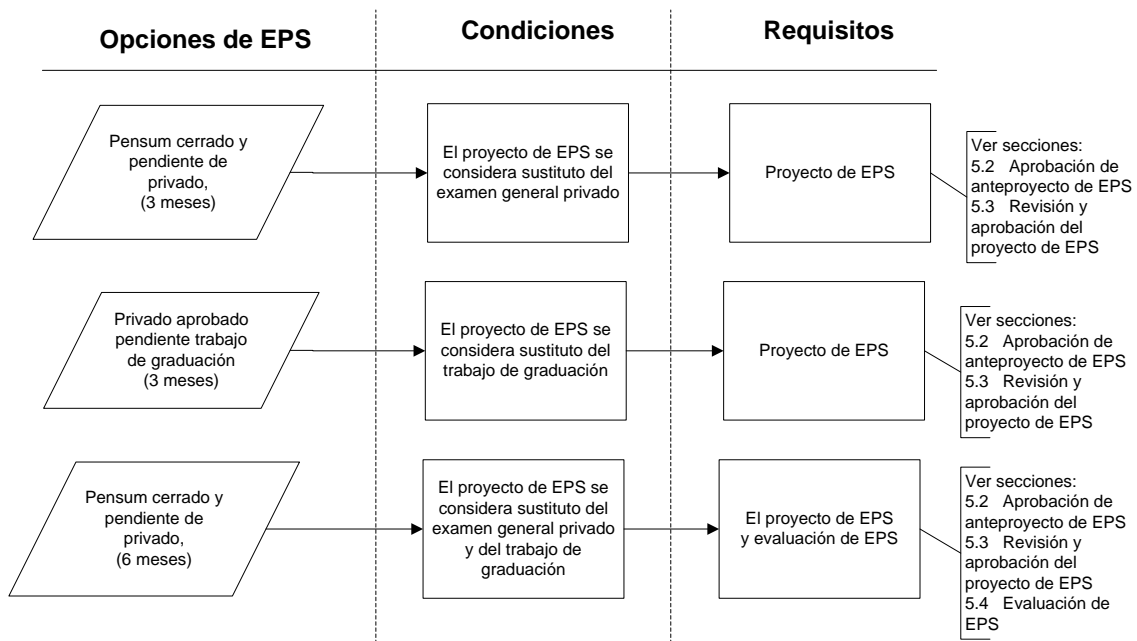 Opciones de EPS
Condiciones
Requisitos
Pensum cerrado y
pendiente de
privado,
(3 meses)
El proyecto de EPS se
considera sustituto del
examen general privado
Proyecto de EPS
Ver secciones:
5.2 Aprobación de
anteproyecto de EPS
5.3 Revisión y
aprobación del
proyecto de EPS
Privado aprobado
pendiente trabajo
de graduación
(3 meses)
El proyecto de EPS se
considera sustituto del
trabajo de graduación
Proyecto de EPS
Ver secciones:
5.2 Aprobación de
anteproyecto de EPS
5.3 Revisión y
aprobación del
proyecto de EPS
Pensum cerrado y
pendiente de
privado,
(6 meses)
El proyecto de EPS se
considera sustituto del
examen general privado
y del trabajo de
graduación
El proyecto de EPS
y evaluación de EPS
Ver secciones:
5.2 Aprobación de
anteproyecto de EPS
5.3 Revisión y
aprobación del
proyecto de EPS
5.4 Evaluación de
EPS